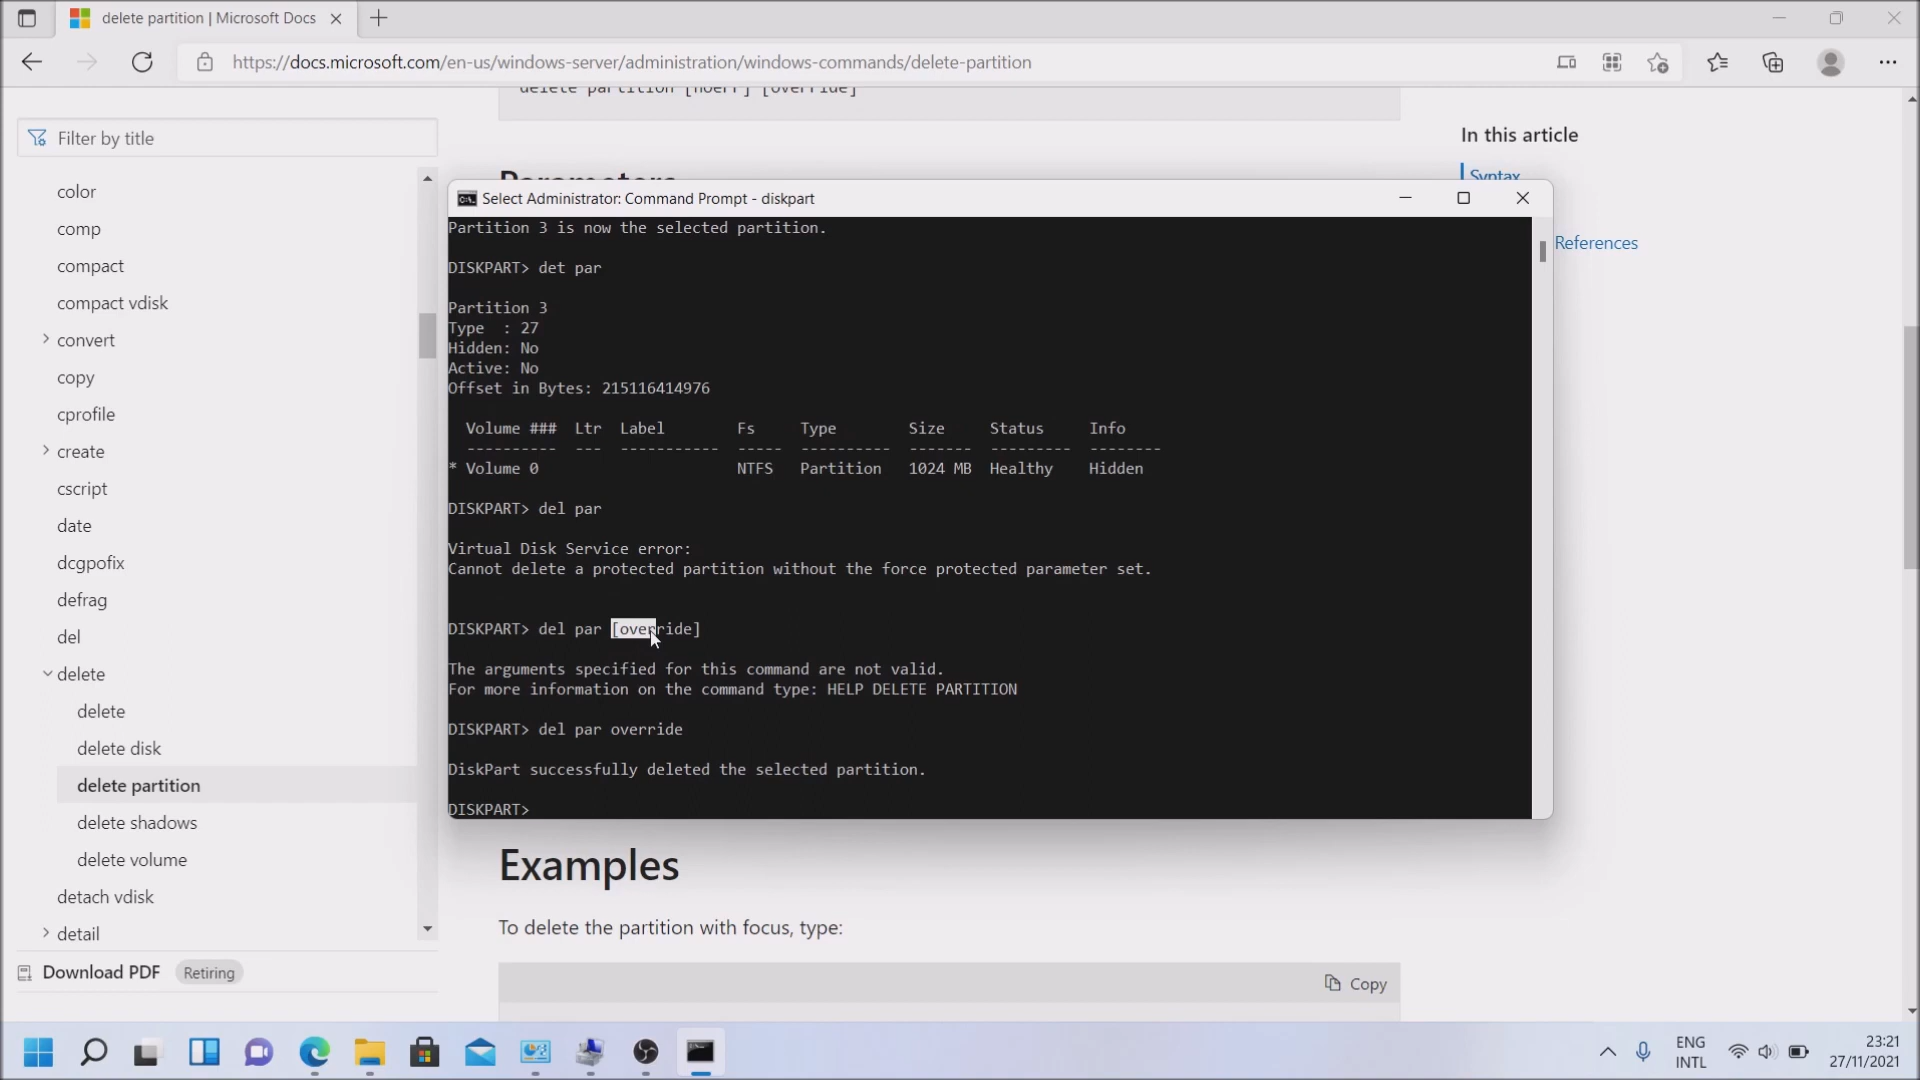 delete partition | Microsoft Docs
https://docs.microsoft.com/en-us/windows-server/administration/windows-commands/delete-partition
delete partition [noerr] [override]
Filter by title
color
comp
compact
compact vdisk
convert
copy
cprofile
create
cscript
date
dcgpofix
defrag
del
delete
delete
delete disk
delete partition
delete shadows
delete volume
detach vdisk
detail
Download PDF
Retiring
Parameters
In this article
Syntax
References
Select Administrator: Command Prompt - diskpart
Partition 3 is now the selected partition.
DISKPART> det par
Partition 3
Type  : 27
Hidden: No
Active: No
Offset in Bytes: 215116414976
Volume ###  Ltr  Label        Fs     Type        Size     Status     Info
----------  ---  -----------  -----  ----------  -------  ---------  --------
* Volume 0                      NTFS   Partition   1024 MB  Healthy    Hidden
DISKPART> del par
Virtual Disk Service error:
Cannot delete a protected partition without the force protected parameter set.
DISKPART> del par [override]
The arguments specified for this command are not valid.
For more information on the command type: HELP DELETE PARTITION
DISKPART> del par override
DiskPart successfully deleted the selected partition.
DISKPART>
Examples
To delete the partition with focus, type:
Copy
ENG
INTL
23:21
27/11/2021